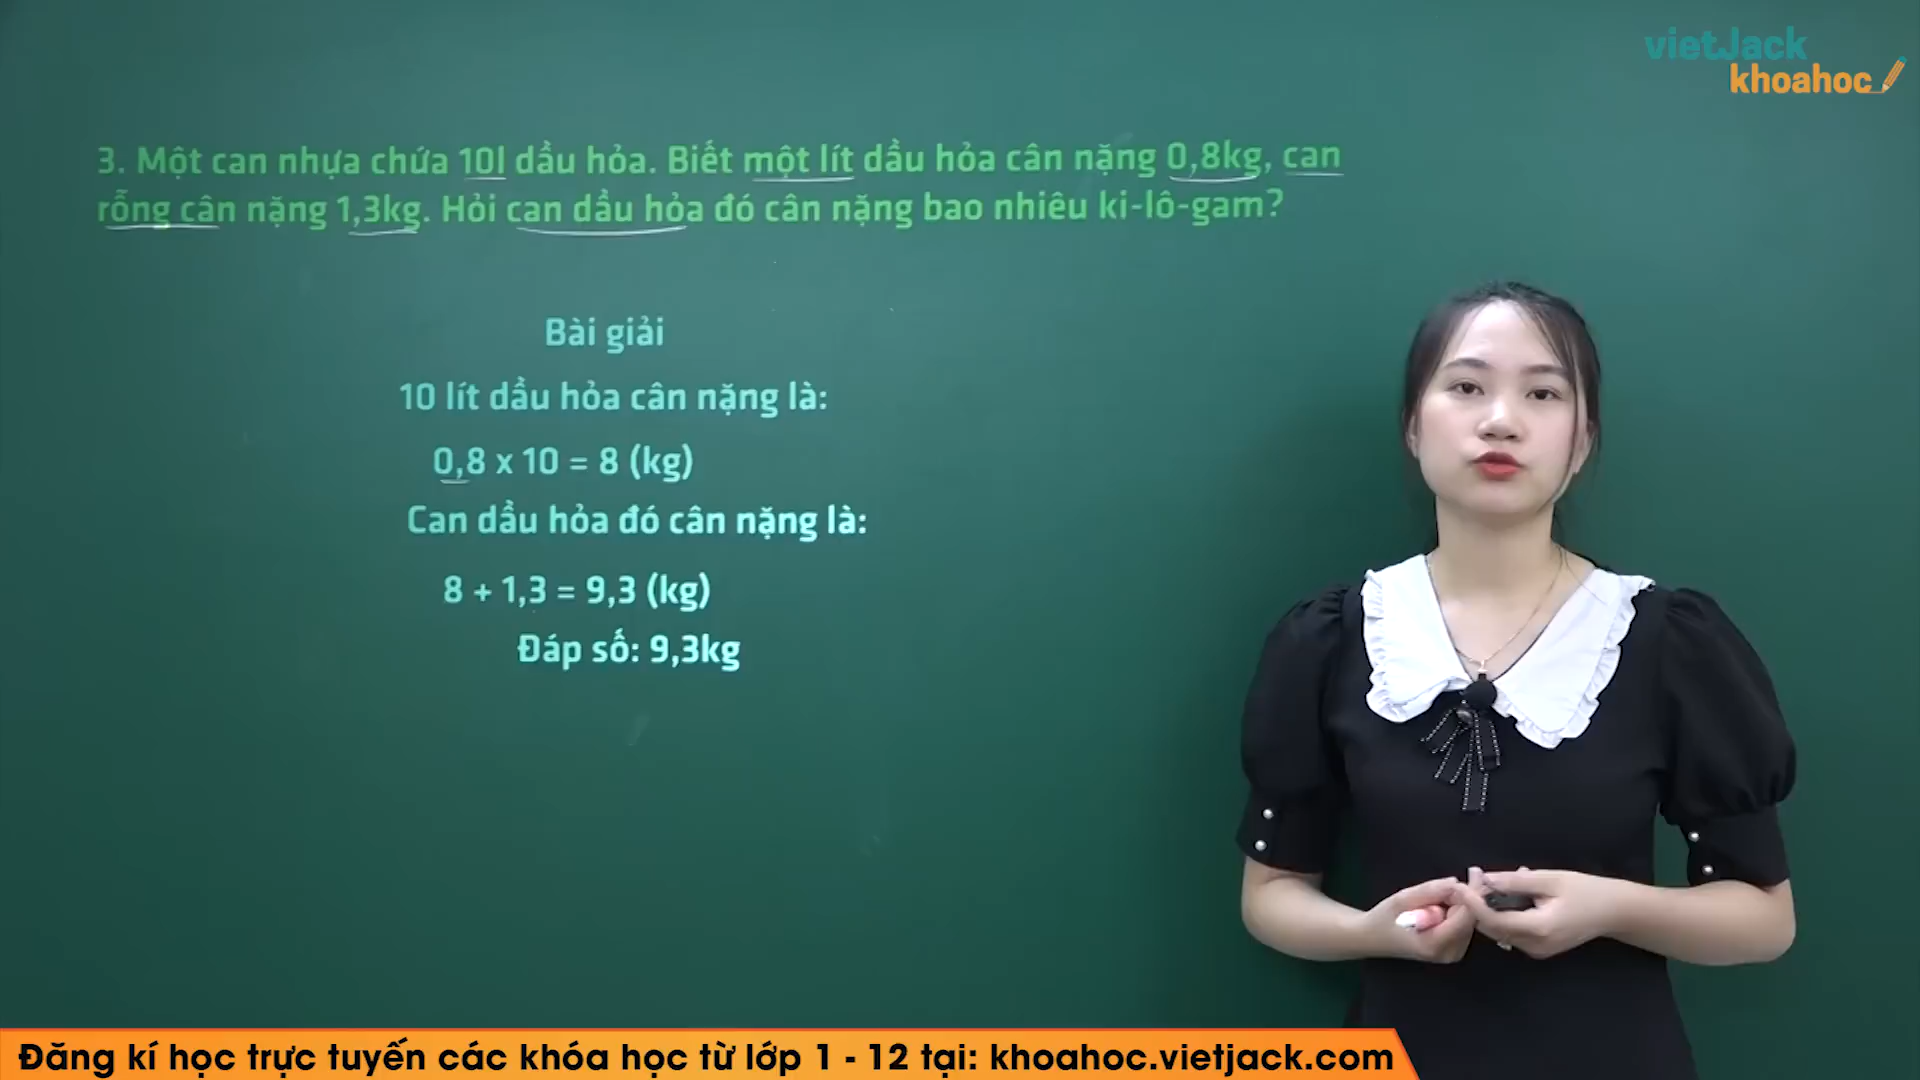 vietJack
khoahoc
3. Một can nhựa chứa 10l dầu hỏa. Biết một lít dầu hỏa cân nặng 0,8kg, can
rỗng cân nặng 1,3kg. Hỏi can dầu hỏa đó cân nặng bao nhiêu ki-lô-gam?
Bài giải
10 lít dầu hỏa cân nặng là:
0,8 x 10 = 8 (kg)
Can dầu hỏa đó cân nặng là:
8 + 1,3 = 9,3 (kg)
Đáp số: 9,3kg
Đăng kí học trực tuyến các khóa học từ lớp 1 - 12 tại: khoahoc.vietjack.com